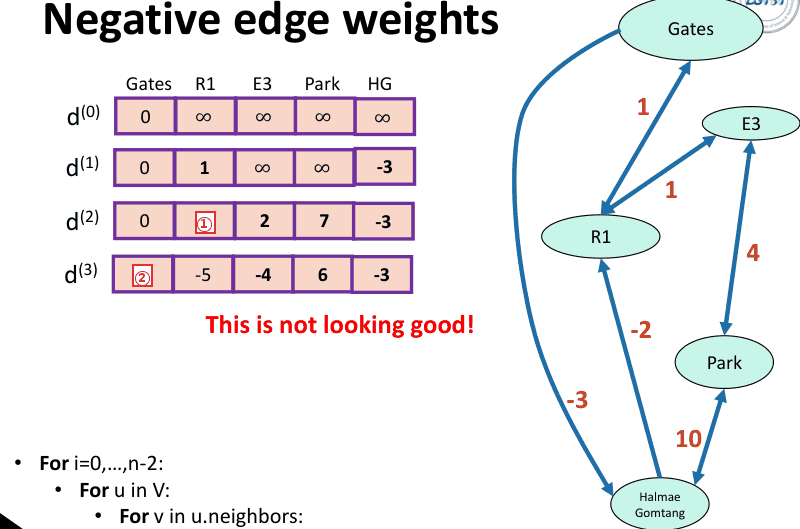 Negative edge weights
Gates R1 E3 Park HG
d(0) 0 ∞ ∞ ∞ ∞
d(1) 0 1 ∞ ∞ -3
d(2) 0 ① 2 7 -3
d(3) ② -5 -4 6 -3
This is not looking good!
• For i=0,...,n-2:
• For u in V:
• For v in u.neighbors:
Gates
1
E3
1
R1
4
-2
Park
-3
10
Halmae
Gomtang